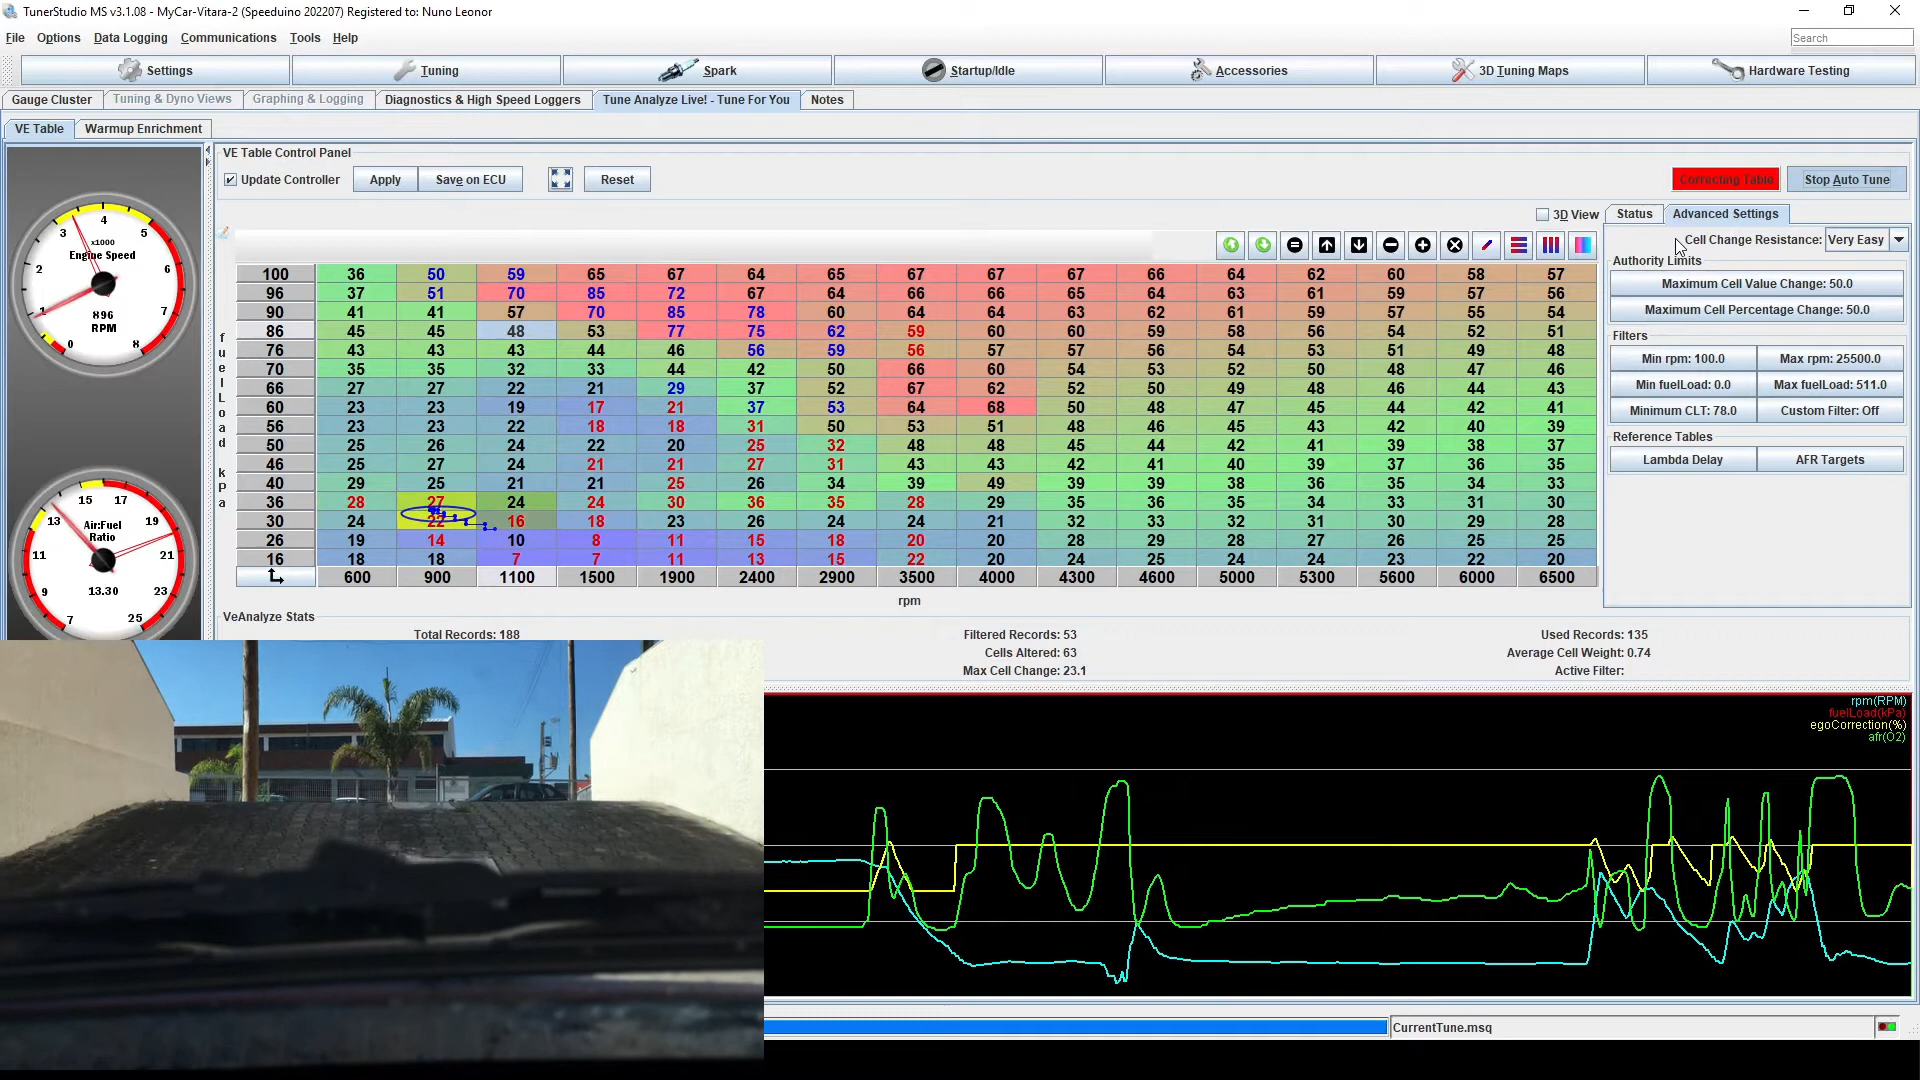 TunerStudio MS v3.1.08 - MyCar-Vitara-2 (Speeduino 202207) Registered to: Nuno Leonor
File Options Data Logging Communications Tools Help
Search
Settings Tuning Spark Startup/Idle Accessories 3D Tuning Maps Hardware Testing
Gauge Cluster Tuning & Dyno Views Graphing & Logging Diagnostics & High Speed Loggers Tune Analyze Live! - Tune For You Notes
VE Table Warmup Enrichment
VE Table Control Panel
Update Controller Apply Save on ECU Reset Correcting Table Stop Auto Tune
3D View Status Advanced Settings
Cell Change Resistance: Very Easy
Authority Limits
Maximum Cell Value Change: 50.0
Maximum Cell Percentage Change: 50.0
Filters
Min rpm: 100.0 Max rpm: 25500.0
Min fuelLoad: 0.0 Max fuelLoad: 511.0
Minimum CLT: 78.0 Custom Filter: Off
Reference Tables
Lambda Delay AFR Targets
0 1 2 3 4 5 6 7 8
x1000
Engine Speed
896
RPM
7 9 11 13 15 17 19 21 23 25
Air:Fuel
Ratio
13.30
fuelLoad kPa
100 36 50 59 65 67 64 65 67 67 67 66 64 62 60 58 57
96 37 51 70 85 72 67 64 66 66 65 64 63 61 59 57 56
90 41 41 57 70 85 78 60 64 64 63 62 61 59 57 55 54
86 45 45 48 53 77 75 62 59 60 60 59 58 56 54 52 51
76 43 43 43 44 46 56 59 56 57 57 56 54 53 51 49 48
70 35 35 32 33 44 42 50 66 60 54 53 52 50 48 47 46
66 27 27 22 21 29 37 52 67 62 52 50 49 48 46 44 43
60 23 23 19 17 21 37 53 64 68 50 48 47 45 44 42 41
56 23 23 22 18 18 31 50 53 51 48 46 45 43 42 40 39
50 25 26 24 22 20 25 32 48 48 45 44 42 41 39 38 37
46 25 27 24 21 21 27 31 43 43 42 41 40 39 37 36 35
40 29 25 21 21 25 26 34 39 49 39 39 38 36 35 34 34
36 28 27 24 24 30 36 35 28 29 35 36 35 34 33 31 30
30 24 22 16 18 23 26 24 24 21 32 33 32 31 30 29 28
26 19 14 10 8 11 15 18 20 20 28 29 28 27 26 25 25
16 18 18 7 7 11 13 15 22 20 24 25 24 24 23 22 20
600 900 1100 1500 1900 2400 2900 3500 4000 4300 4600 5000 5300 5600 6000 6500
rpm
VeAnalyze Stats
Total Records: 188 Filtered Records: 53 Used Records: 135
Cells Altered: 63 Average Cell Weight: 0.74
Max Cell Change: 23.1 Active Filter:
rpm(RPM)
fuelLoad(kPa)
egoCorrection(%)
afr(O2)
CurrentTune.msq